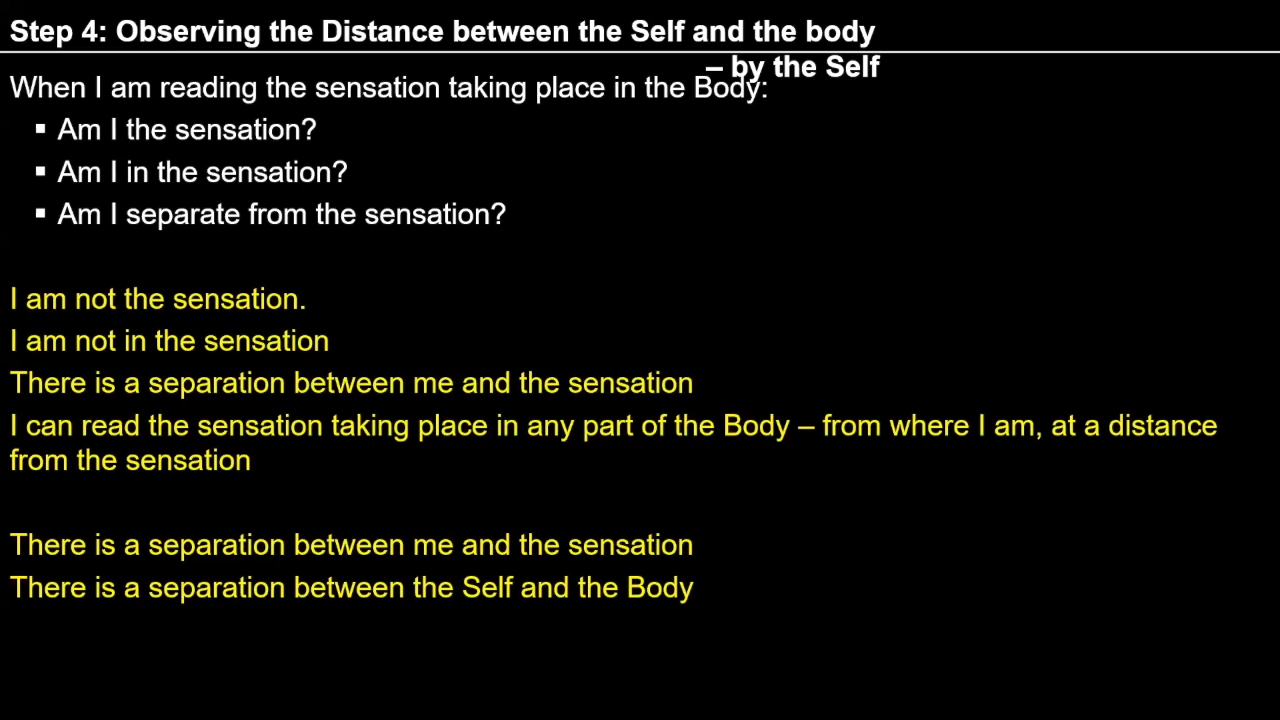 Step 4: Observing the Distance between the Self and the body
– by the Self
When I am reading the sensation taking place in the Body:
▪ Am I the sensation?
▪ Am I in the sensation?
▪ Am I separate from the sensation?
I am not the sensation.
I am not in the sensation
There is a separation between me and the sensation
I can read the sensation taking place in any part of the Body – from where I am, at a distance
from the sensation
There is a separation between me and the sensation
There is a separation between the Self and the Body